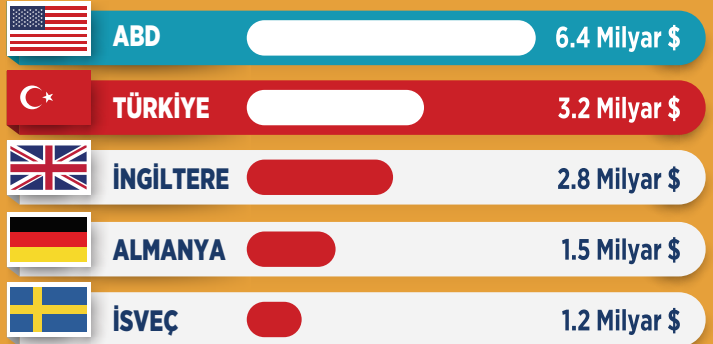 ABD 6.4 Milyar $
TÜRKİYE 3.2 Milyar $
İNGİLTERE 2.8 Milyar $
ALMANYA 1.5 Milyar $
İSVEÇ 1.2 Milyar $